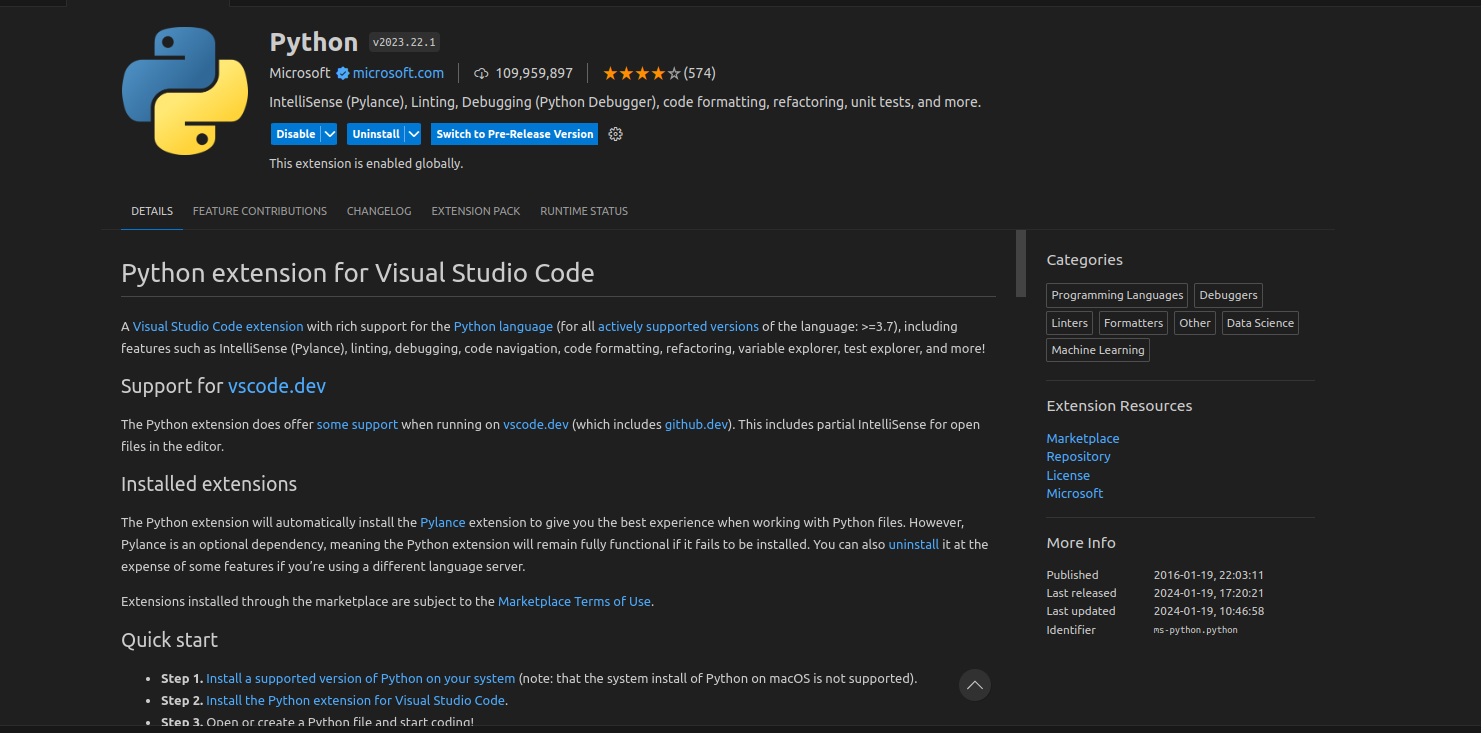 Python v2023.22.1
Microsoft microsoft.com 109,959,897 (574)
IntelliSense (Pylance), Linting, Debugging (Python Debugger), code formatting, refactoring, unit tests, and more.
Disable Uninstall Switch to Pre-Release Version
This extension is enabled globally.
DETAILS FEATURE CONTRIBUTIONS CHANGELOG EXTENSION PACK RUNTIME STATUS
Python extension for Visual Studio Code
A Visual Studio Code extension with rich support for the Python language (for all actively supported versions of the language: >=3.7), including
features such as IntelliSense (Pylance), linting, debugging, code navigation, code formatting, refactoring, variable explorer, test explorer, and more!
Support for vscode.dev
The Python extension does offer some support when running on vscode.dev (which includes github.dev). This includes partial IntelliSense for open
files in the editor.
Installed extensions
The Python extension will automatically install the Pylance extension to give you the best experience when working with Python files. However,
Pylance is an optional dependency, meaning the Python extension will remain fully functional if it fails to be installed. You can also uninstall it at the
expense of some features if you’re using a different language server.
Extensions installed through the marketplace are subject to the Marketplace Terms of Use.
Quick start
• Step 1. Install a supported version of Python on your system (note: that the system install of Python on macOS is not supported).
• Step 2. Install the Python extension for Visual Studio Code.
• Step 3. Open or create a Python file and start coding!
Categories
Programming Languages Debuggers
Linters Formatters Other Data Science
Machine Learning
Extension Resources
Marketplace
Repository
License
Microsoft
More Info
Published 2016-01-19, 22:03:11
Last released 2024-01-19, 17:20:21
Last updated 2024-01-19, 10:46:58
Identifier ms-python.python